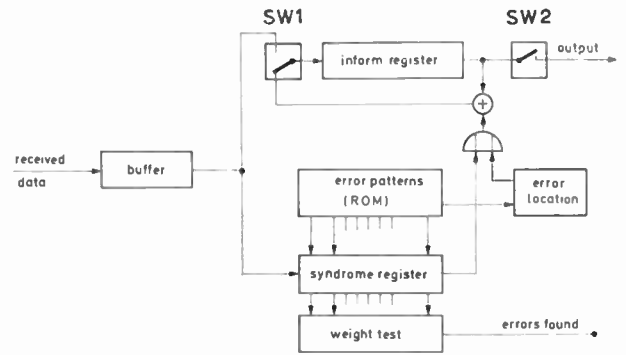 SW1
SW2
inform register
output
+
received
data
buffer
error patterns
(ROM)
error
location
syndrome register
weight test
errors found